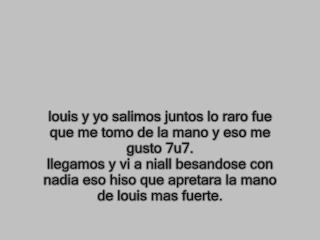 louis y yo salimos juntos lo raro fue
que me tomo de la mano y eso me
gusto 7u7.
llegamos y vi a niall besandose con
nadia eso hiso que apretara la mano
de louis mas fuerte.